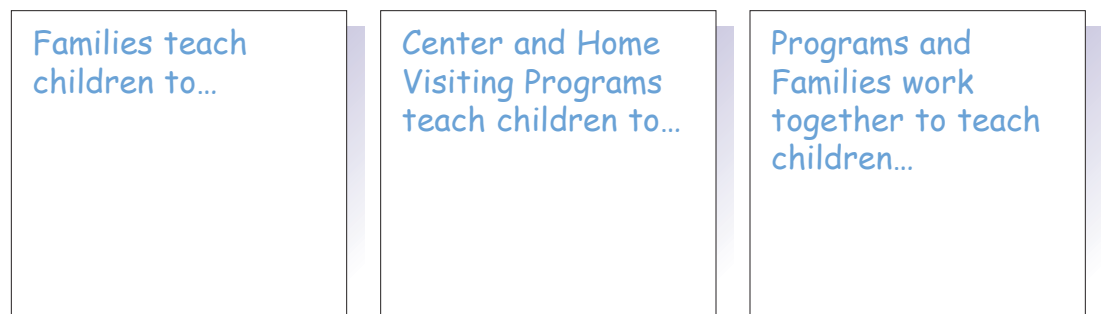 Families teach
children to…
Center and Home
Visiting Programs
teach children to…
Programs and
Families work
together to teach
children…